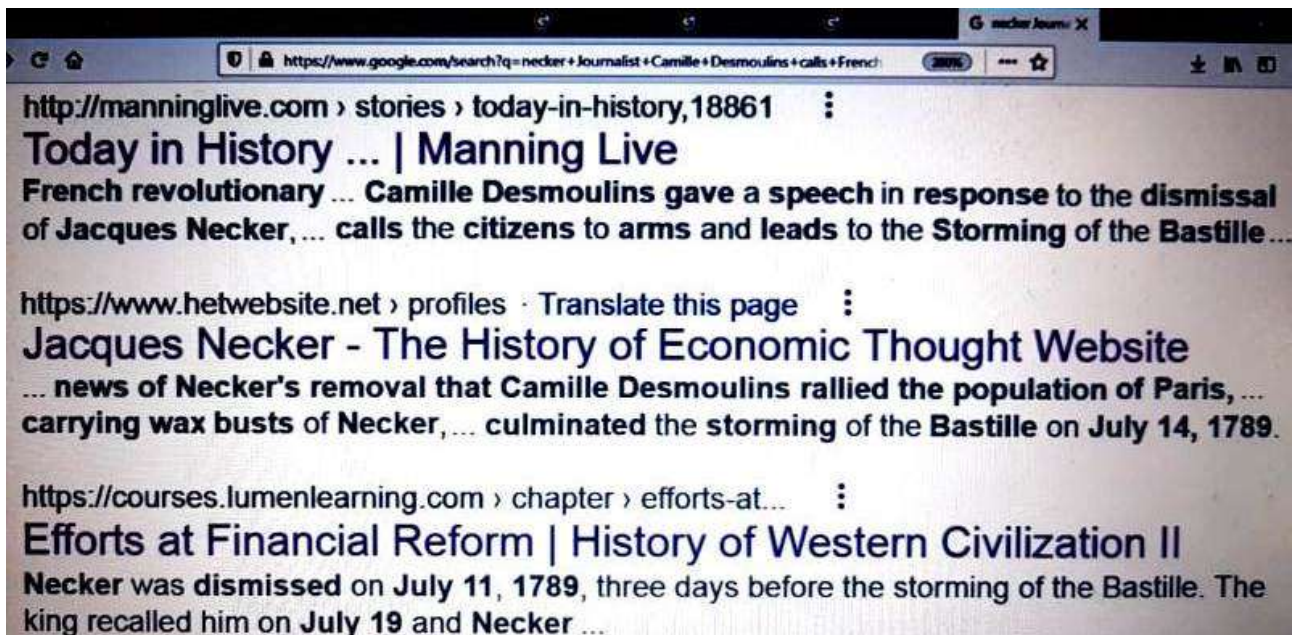 G necker Journa X
https://www.google.com/search?q=necker+Journalist+Camille+Desmoulins+calls+French
http://manninglive.com › stories › today-in-history,18861
Today in History ... | Manning Live
French revolutionary ... Camille Desmoulins gave a speech in response to the dismissal
of Jacques Necker, ... calls the citizens to arms and leads to the Storming of the Bastille ...
https://www.hetwebsite.net › profiles · Translate this page
Jacques Necker - The History of Economic Thought Website
... news of Necker's removal that Camille Desmoulins rallied the population of Paris, ...
carrying wax busts of Necker, ... culminated the storming of the Bastille on July 14, 1789.
https://courses.lumenlearning.com › chapter › efforts-at...
Efforts at Financial Reform | History of Western Civilization II
Necker was dismissed on July 11, 1789, three days before the storming of the Bastille. The
king recalled him on July 19 and Necker ...